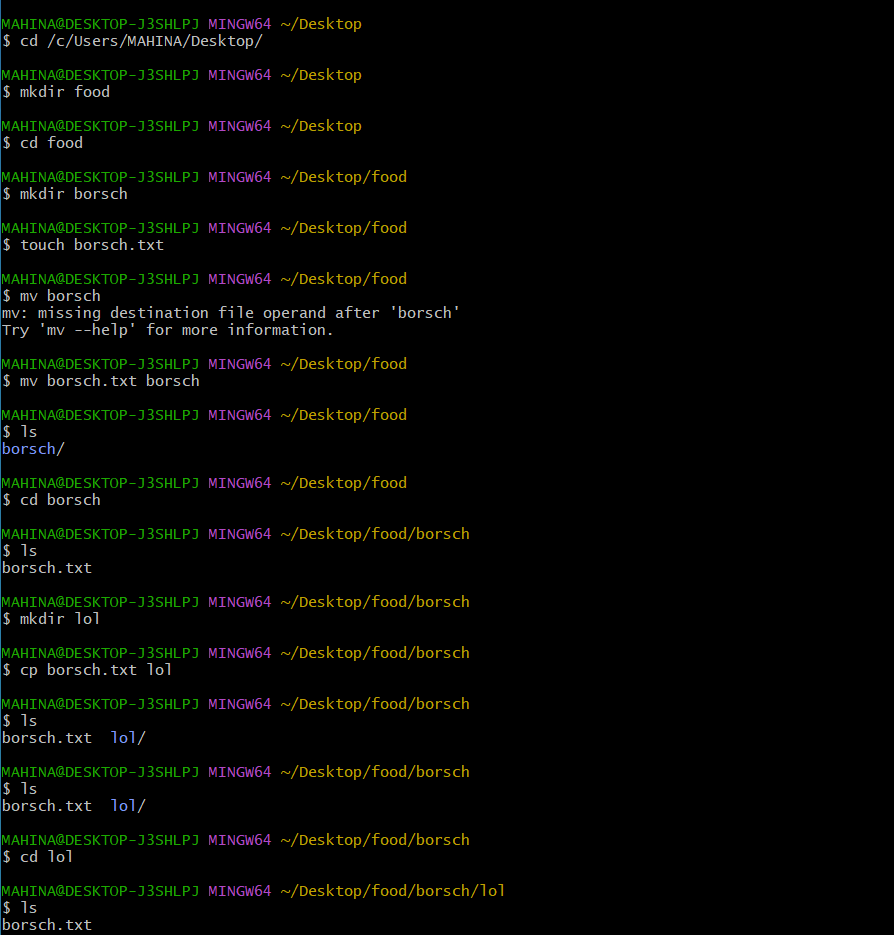 MAHINA@DESKTOP-J3SHLPJ MINGW64 ~/Desktop
$ cd /c/Users/MAHINA/Desktop/
MAHINA@DESKTOP-J3SHLPJ MINGW64 ~/Desktop
$ mkdir food
MAHINA@DESKTOP-J3SHLPJ MINGW64 ~/Desktop
$ cd food
MAHINA@DESKTOP-J3SHLPJ MINGW64 ~/Desktop/food
$ mkdir borsch
MAHINA@DESKTOP-J3SHLPJ MINGW64 ~/Desktop/food
$ touch borsch.txt
MAHINA@DESKTOP-J3SHLPJ MINGW64 ~/Desktop/food
$ mv borsch
mv: missing destination file operand after 'borsch'
Try 'mv --help' for more information.
MAHINA@DESKTOP-J3SHLPJ MINGW64 ~/Desktop/food
$ mv borsch.txt borsch
MAHINA@DESKTOP-J3SHLPJ MINGW64 ~/Desktop/food
$ ls
borsch/
MAHINA@DESKTOP-J3SHLPJ MINGW64 ~/Desktop/food
$ cd borsch
MAHINA@DESKTOP-J3SHLPJ MINGW64 ~/Desktop/food/borsch
$ ls
borsch.txt
MAHINA@DESKTOP-J3SHLPJ MINGW64 ~/Desktop/food/borsch
$ mkdir lol
MAHINA@DESKTOP-J3SHLPJ MINGW64 ~/Desktop/food/borsch
$ cp borsch.txt lol
MAHINA@DESKTOP-J3SHLPJ MINGW64 ~/Desktop/food/borsch
$ ls
borsch.txt  lol/
MAHINA@DESKTOP-J3SHLPJ MINGW64 ~/Desktop/food/borsch
$ ls
borsch.txt  lol/
MAHINA@DESKTOP-J3SHLPJ MINGW64 ~/Desktop/food/borsch
$ cd lol
MAHINA@DESKTOP-J3SHLPJ MINGW64 ~/Desktop/food/borsch/lol
$ ls
borsch.txt